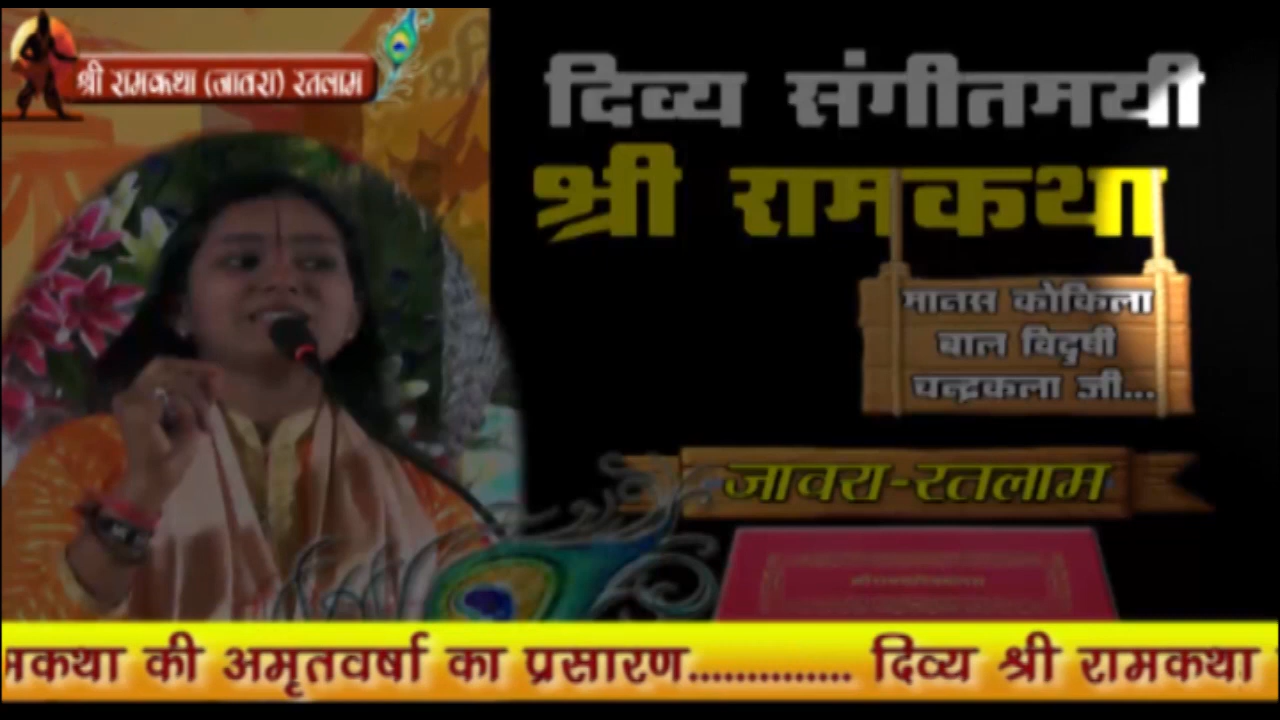 श्री रामकथा (जावरा) रतलाम
दिव्य संगीतमयी
श्री रामकथा
मानस कोकिला
बाल विदुषी
चन्द्रकला जी...
जावरा-रतलाम
मकथा की अमृतवर्षा का प्रसारण.............. दिव्य श्री रामकथा